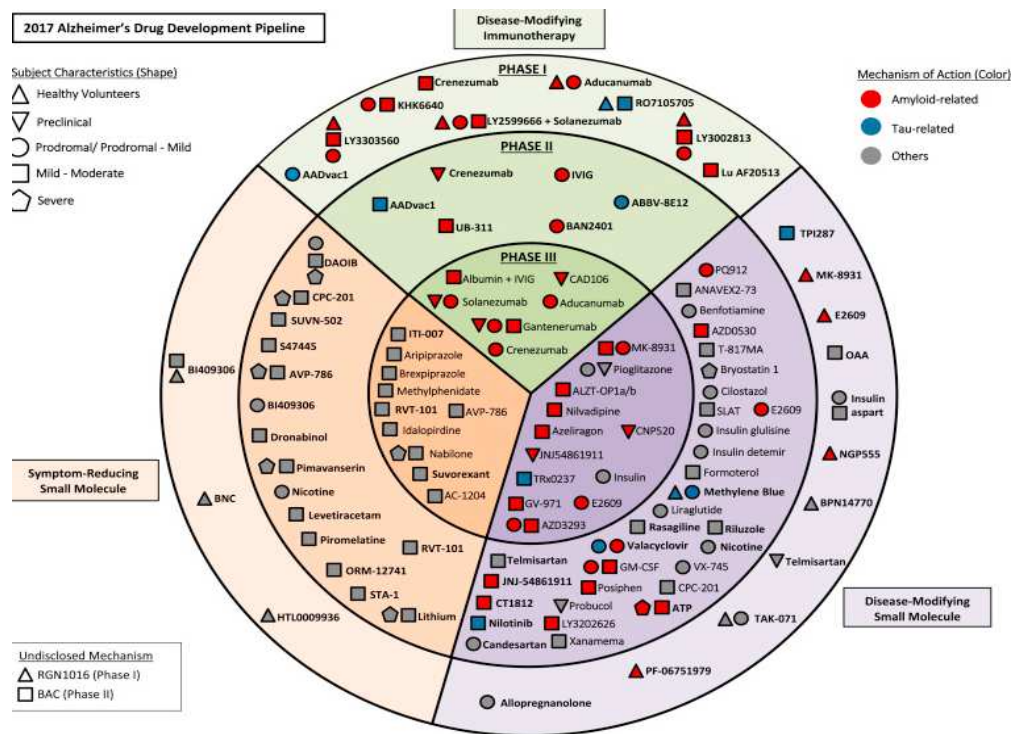 2017 Alzheimer's Drug Development Pipeline
Subject Characteristics (Shape)
Healthy Volunteers
Preclinical
Prodromal/ Prodromal - Mild
Mild - Moderate
Severe
Disease-Modifying
Immunotherapy
Mechanism of Action (Color)
Amyloid-related
Tau-related
Others
PHASE I
Crenezumab
Aducanumab
KHK6640
RO7105705
LY2599666 + Solanezumab
LY3303560
LY3002813
AADvac1
Lu AF20513
PHASE II
Crenezumab
IVIG
AADvac1
ABBV-8E12
UB-311
BAN2401
PHASE III
Albumin + IVIG
CAD106
Solanezumab
Aducanumab
Gantenerumab
Crenezumab
Symptom-Reducing
Small Molecule
BI409306
BNC
HTL0009936
DAOIB
CPC-201
SUVN-502
S47445
AVP-786
BI409306
Dronabinol
Pimavanserin
Nicotine
Levetiracetam
Piromelatine
RVT-101
ORM-12741
STA-1
Lithium
ITI-007
Aripiprazole
Brexpiprazole
Methylphenidate
RVT-101
AVP-786
Idalopirdine
Nabilone
Suvorexant
AC-1204
MK-8931
Pioglitazone
ALZT-OP1a/b
Nilvadipine
Azeliragon
CNP520
JNJ54861911
TRx0237
Insulin
GV-971
E2609
AZD3293
PQ912
ANAVEX2-73
Benfotiamine
AZD0530
T-817MA
Bryostatin 1
Cilostazol
SLAT
E2609
Insulin glulisine
Insulin detemir
Formoterol
Methylene Blue
Liraglutide
Rasagiline
Riluzole
Valacyclovir
Nicotine
Telmisartan
GM-CSF
VX-745
JNJ-54861911
Posiphen
CPC-201
CT1812
Probucol
ATP
Nilotinib
LY3202626
Candesartan
Xanamema
TPI287
MK-8931
E2609
OAA
Insulin
aspart
NGP555
BPN14770
Telmisartan
TAK-071
PF-06751979
Allopregnanolone
Disease-Modifying
Small Molecule
Undisclosed Mechanism
RGN1016 (Phase I)
BAC (Phase II)